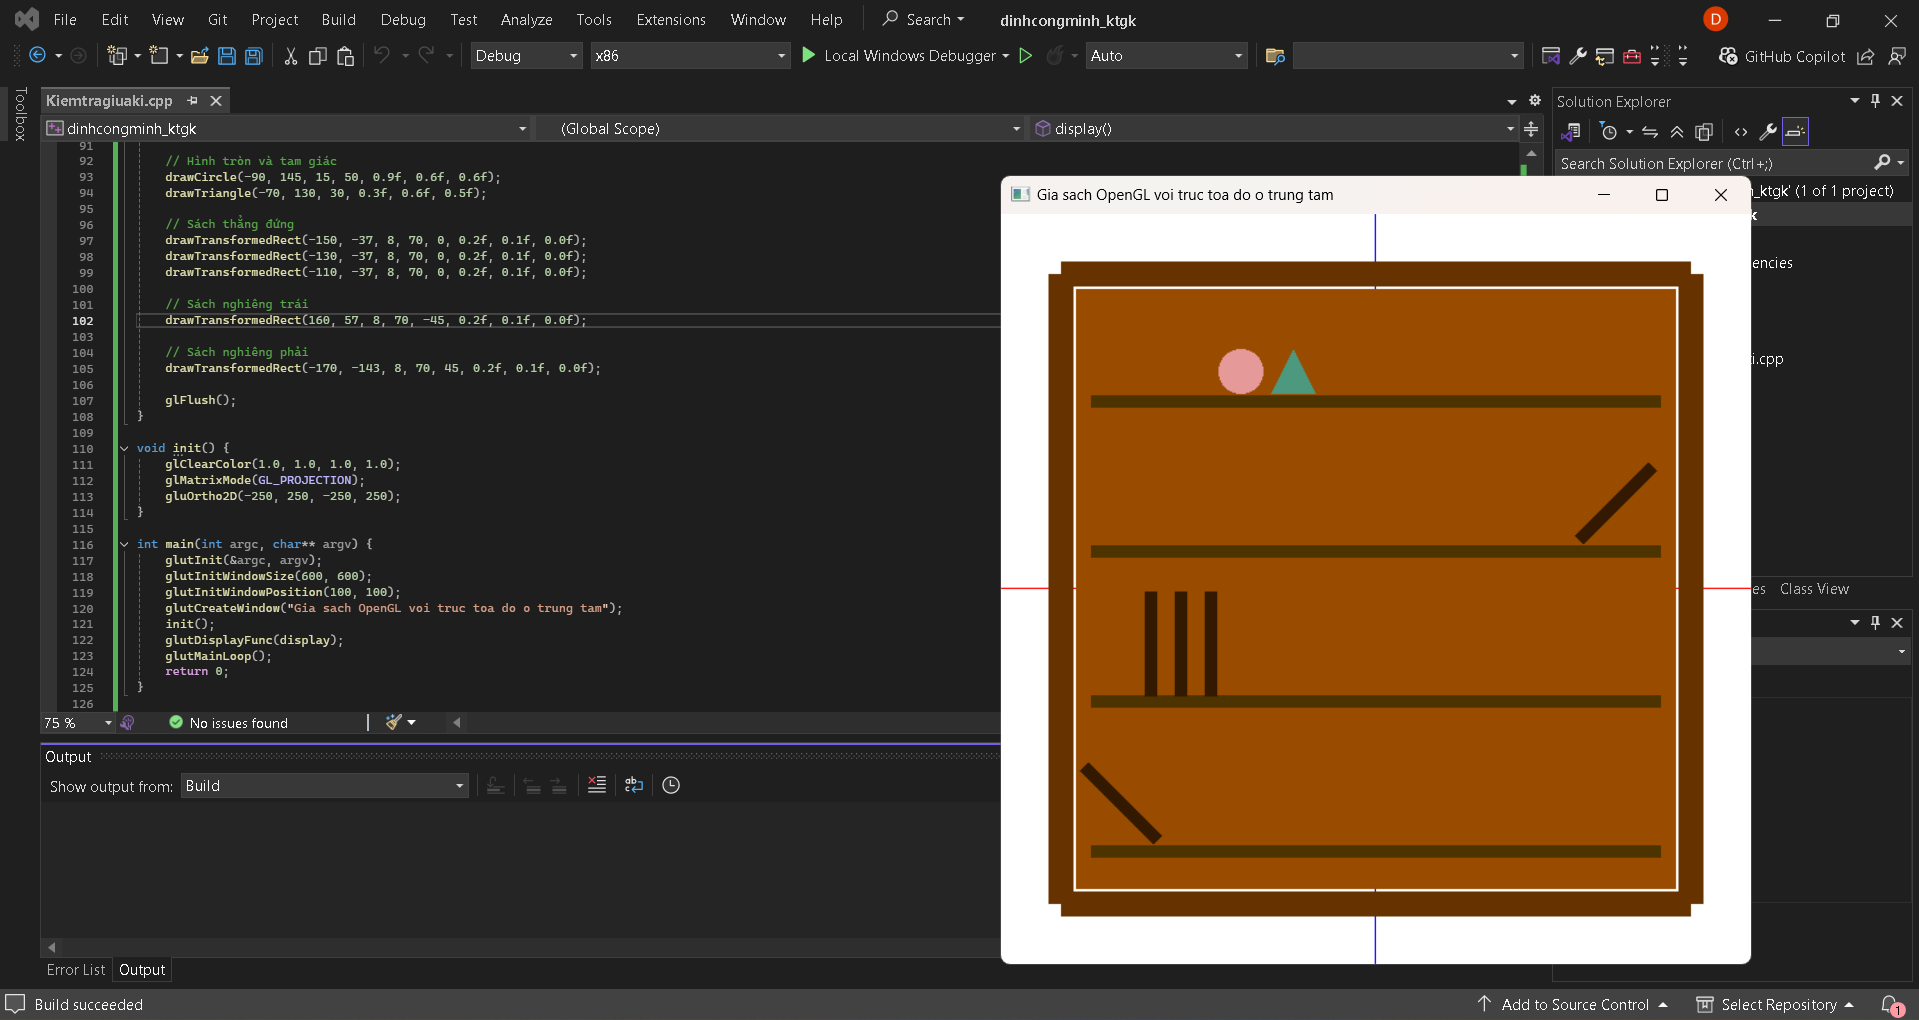 File Edit View Git Project Build Debug Test Analyze Tools Extensions Window Help Search dinhcongminh_ktgk D
Debug x86 Local Windows Debugger Auto GitHub Copilot
Toolbox
Kiemtragiuaki.cpp
dinhcongminh_ktgk (Global Scope) display()
91
92 // Hình tròn và tam giác
93 drawCircle(-90, 145, 15, 50, 0.9f, 0.6f, 0.6f);
94 drawTriangle(-70, 130, 30, 0.3f, 0.6f, 0.5f);
95
96 // Sách thẳng đứng
97 drawTransformedRect(-150, -37, 8, 70, 0, 0.2f, 0.1f, 0.0f);
98 drawTransformedRect(-130, -37, 8, 70, 0, 0.2f, 0.1f, 0.0f);
99 drawTransformedRect(-110, -37, 8, 70, 0, 0.2f, 0.1f, 0.0f);
100
101 // Sách nghiêng trái
102 drawTransformedRect(160, 57, 8, 70, -45, 0.2f, 0.1f, 0.0f);
103
104 // Sách nghiêng phải
105 drawTransformedRect(-170, -143, 8, 70, 45, 0.2f, 0.1f, 0.0f);
106
107 glFlush();
108 }
109
110 void init() {
111 glClearColor(1.0, 1.0, 1.0, 1.0);
112 glMatrixMode(GL_PROJECTION);
113 gluOrtho2D(-250, 250, -250, 250);
114 }
115
116 int main(int argc, char** argv) {
117 glutInit(&argc, argv);
118 glutInitWindowSize(600, 600);
119 glutInitWindowPosition(100, 100);
120 glutCreateWindow("Gia sach OpenGL voi truc toa do o trung tam");
121 init();
122 glutDisplayFunc(display);
123 glutMainLoop();
124 return 0;
125 }
126
75 % No issues found
Output
Show output from: Build
Error List Output
Build succeeded
Gia sach OpenGL voi truc toa do o trung tam
Solution Explorer
Search Solution Explorer (Ctrl+;)
_ktgk' (1 of 1 project)
k
encies
i.cpp
es Class View
Add to Source Control Select Repository 1